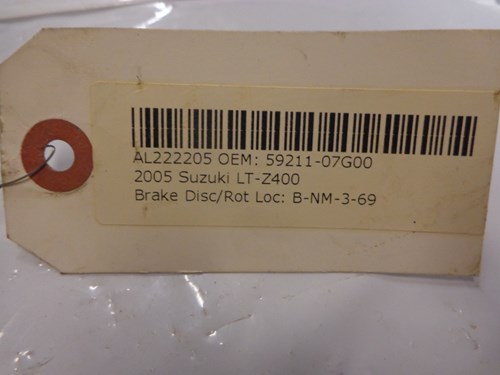 AL222205 OEM: 59211-07G00
2005 Suzuki LT-Z400
Brake Disc/Rot Loc: B-NM-3-69